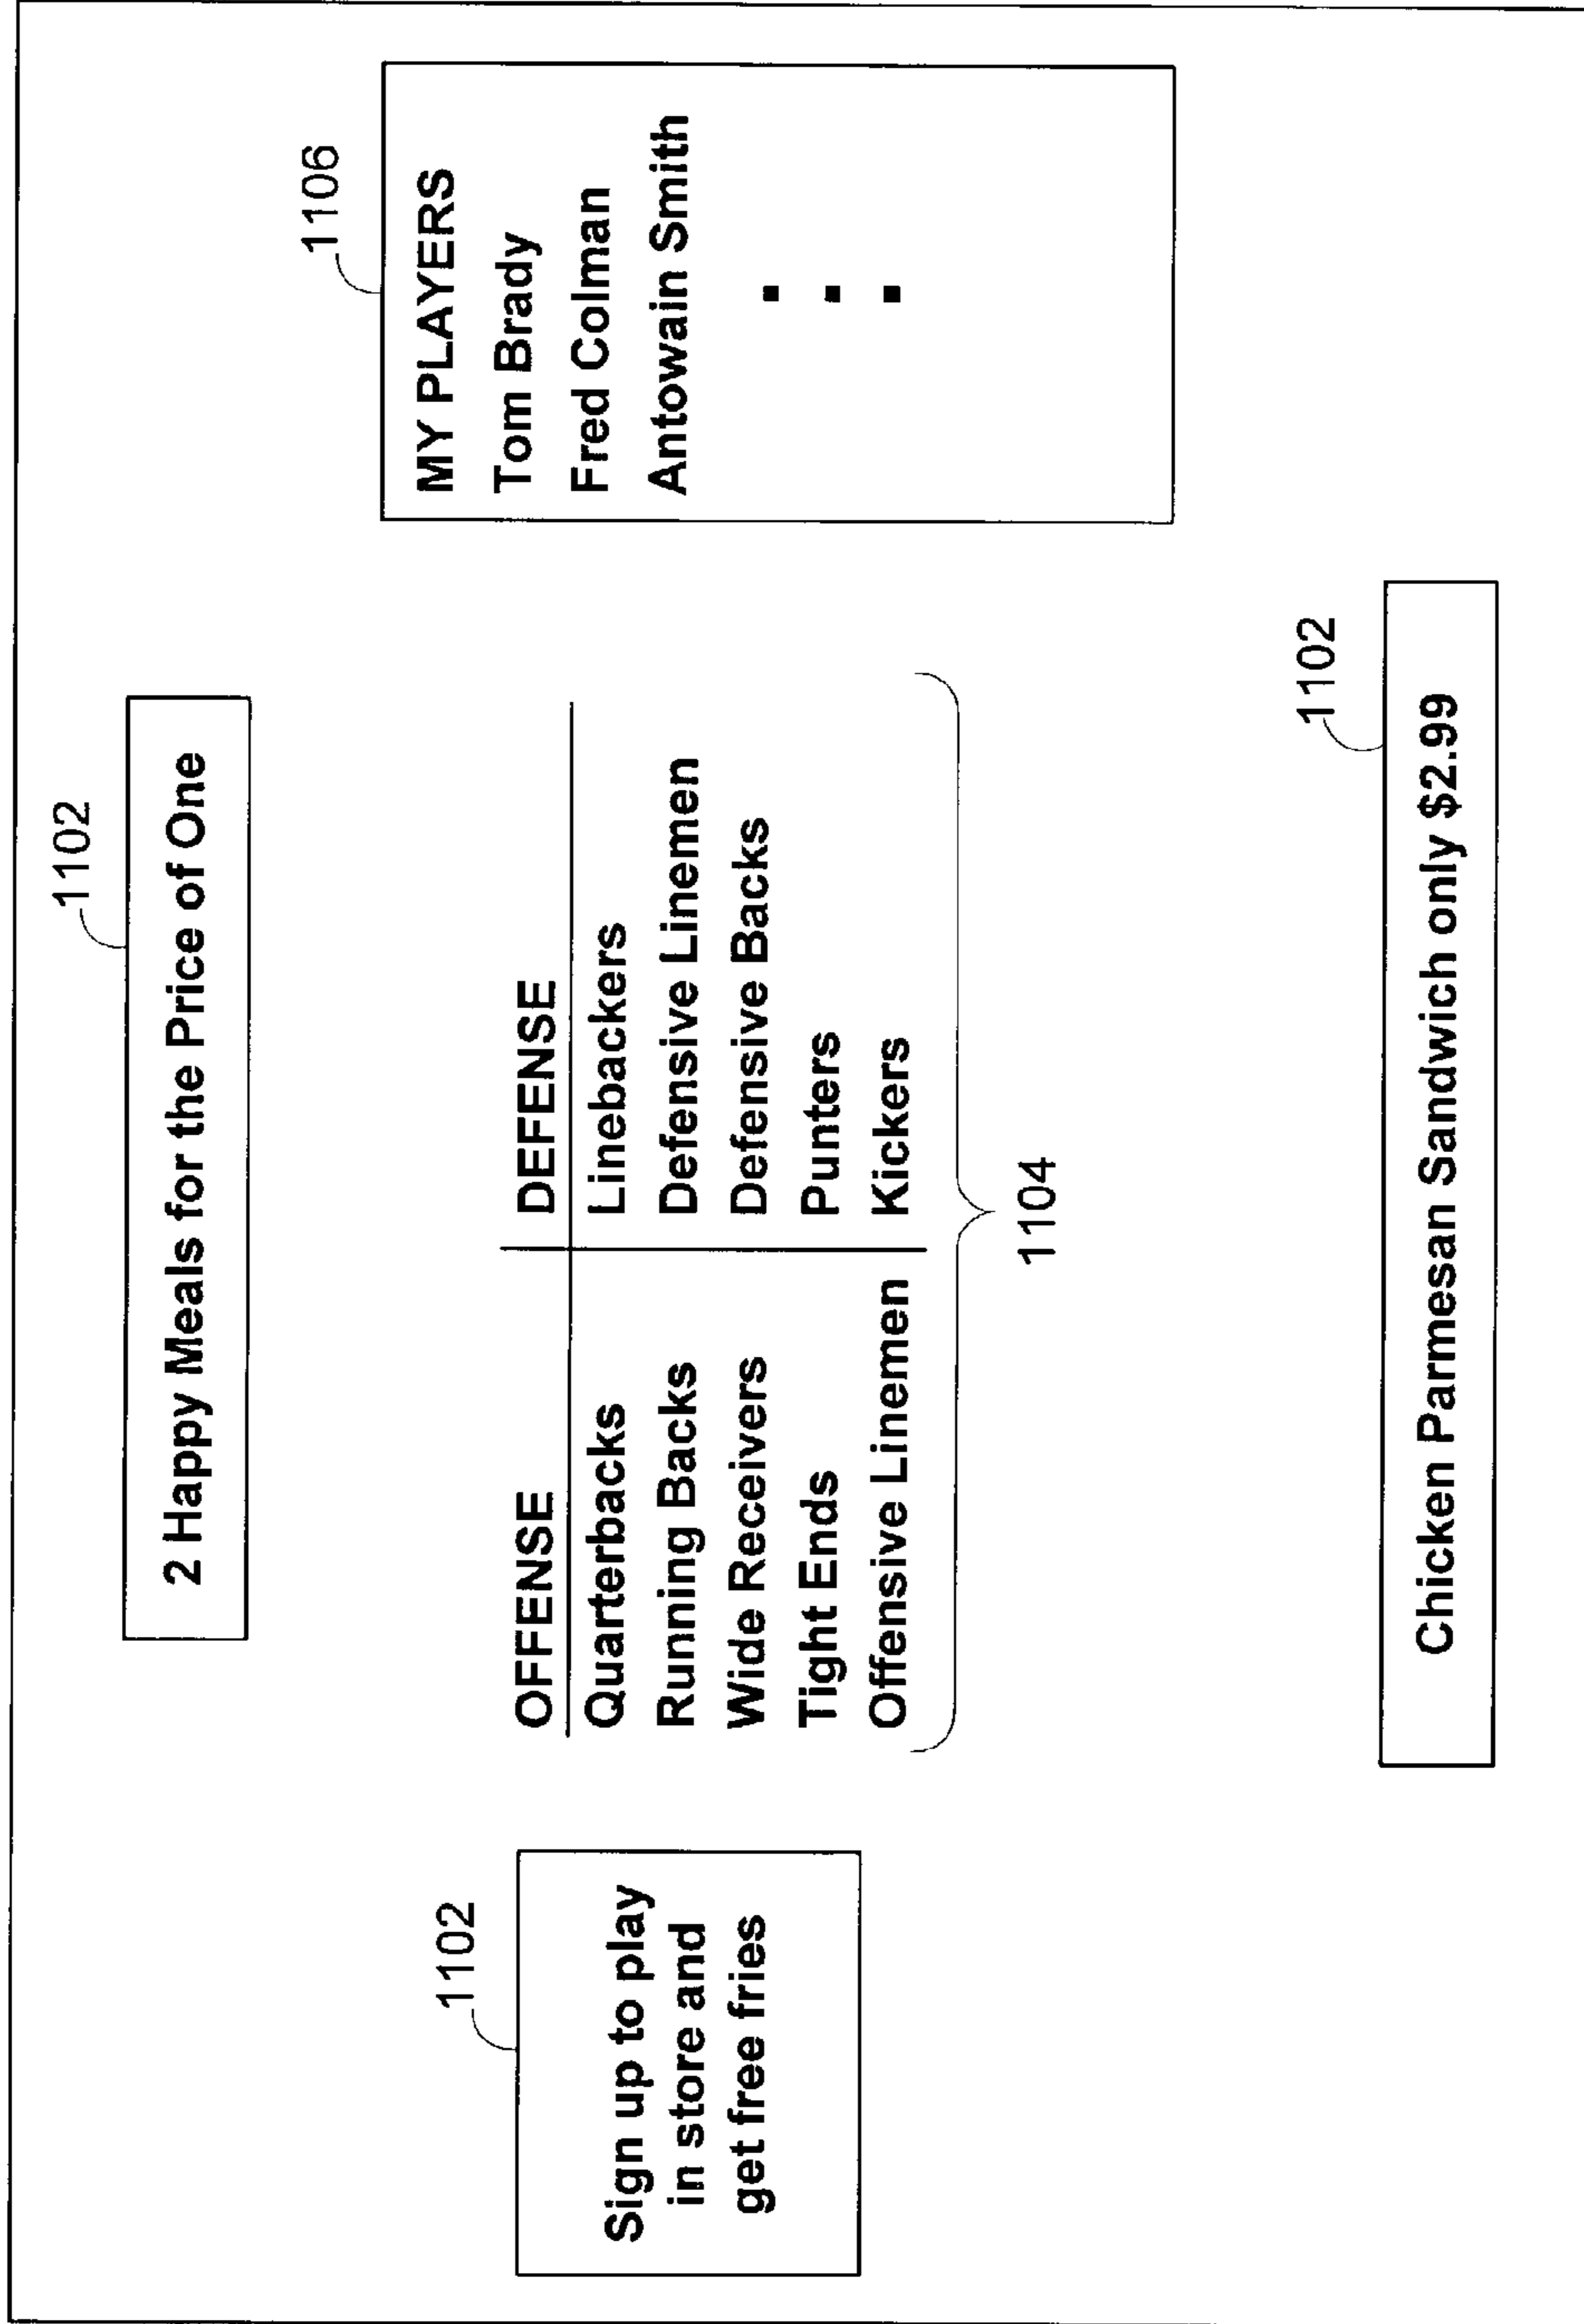 1102
2 Happy Meals for the Price of One
1102
Sign up to play
in store and
get free fries
OFFENSE DEFENSE
Quarterbacks Linebackers
Running Backs Defensive Linemen
Wide Receivers Defensive Backs
Tight Ends Punters
Offensive Linemen Kickers
1104
1106
MY PLAYERS
Tom Brady
Fred Colman
Antowain Smith
1102
Chicken Parmesan Sandwich only $2.99